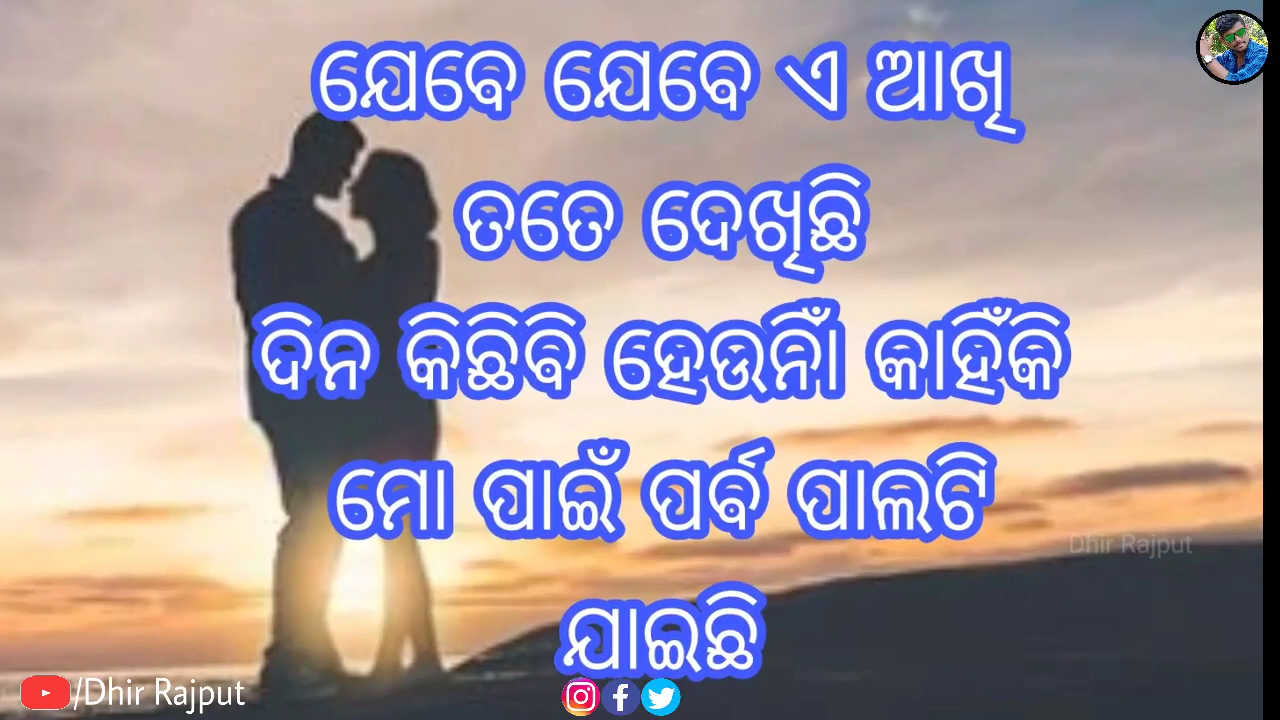 ଯେବେ ଯେବେ ଏ ଆଖି
ତତେ ଦେଖିଛି
ଦିନ କିଛିବି ହେଉନିଁ କାହିଁକି
ମୋ ପାଇଁ ପର୍ବ ପାଲଟି
Dhir Rajput
ଯାଇଛି
/Dhir Rajput